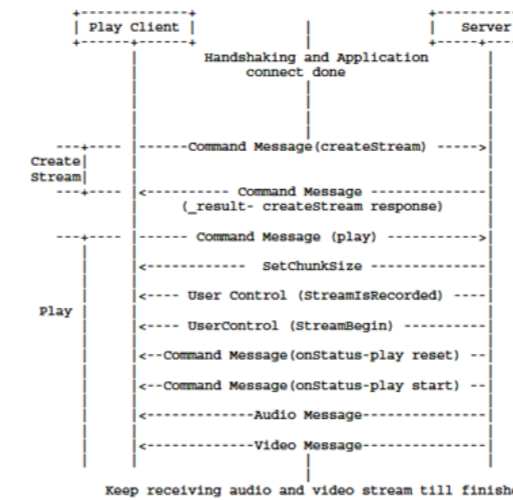 Play Client Server
Handshaking and Application
connect done
Command Message(createStream)
Create
Stream
Command Message
(_result- createStream response)
Command Message (play)
SetChunkSize
User Control (StreamIsRecorded)
Play
UserControl (StreamBegin)
Command Message(onStatus-play reset)
Command Message(onStatus-play start)
Audio Message
Video Message
Keep receiving audio and video stream till